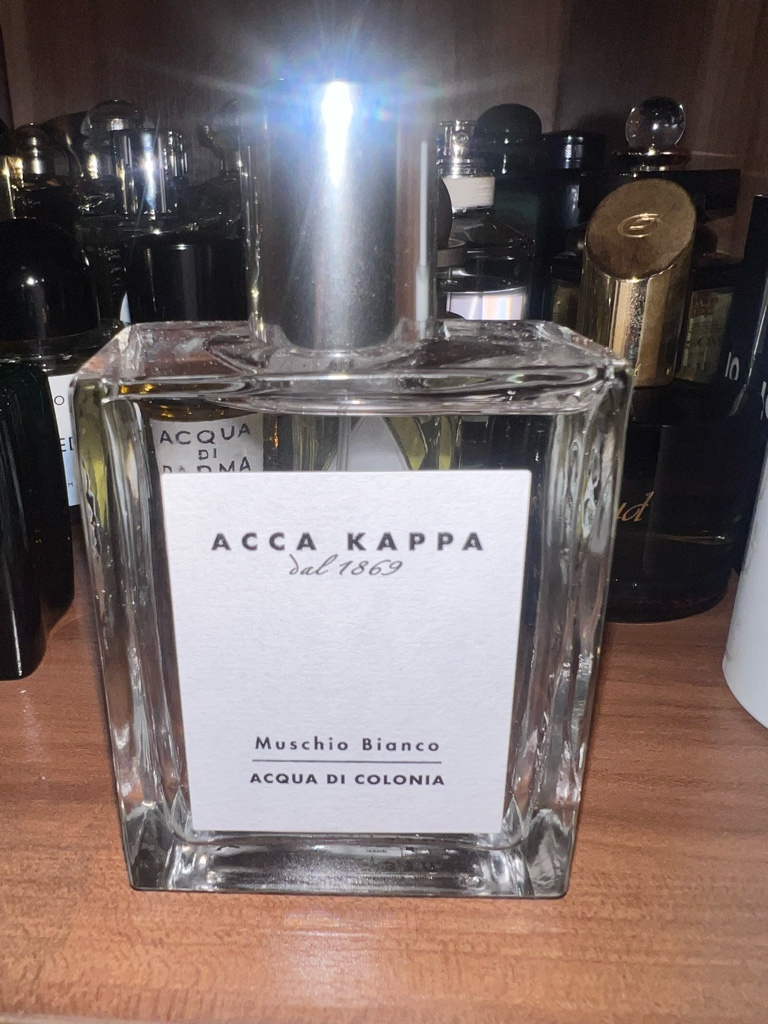 ACQUA
DI
PARMA
ACCA KAPPA
dal 1869
Muschio Bianco
ACQUA DI COLONIA